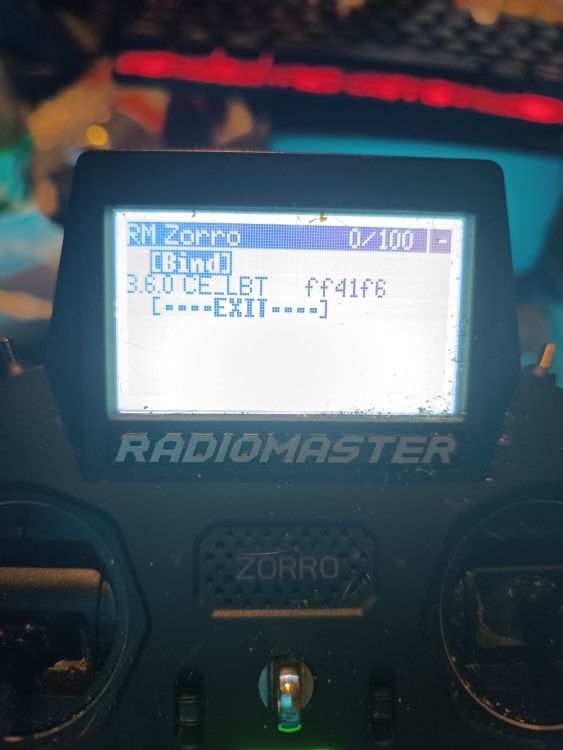 RM Zorro 0/100 -
[Bind]
3.6.0 CE_LBT ff41f6
[----EXIT----]
RADIOMASTER
ZORRO